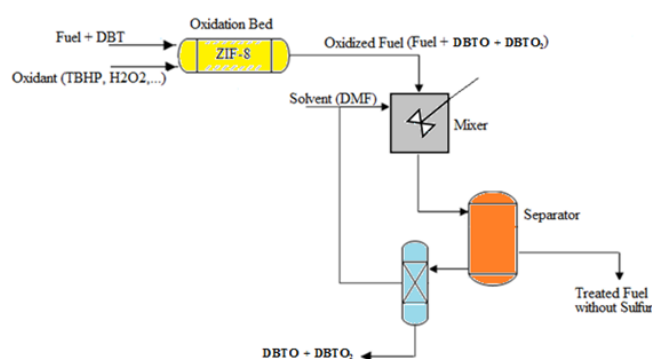 Oxidation Bed
Fuel + DBT
ZIF-8
Oxidized Fuel (Fuel + DBTO + DBTO₂)
Oxidant (TBHP, H2O2,...)
Solvent (DMF)
Mixer
Separator
Treated Fuel
without Sulfur
DBTO + DBTO₂